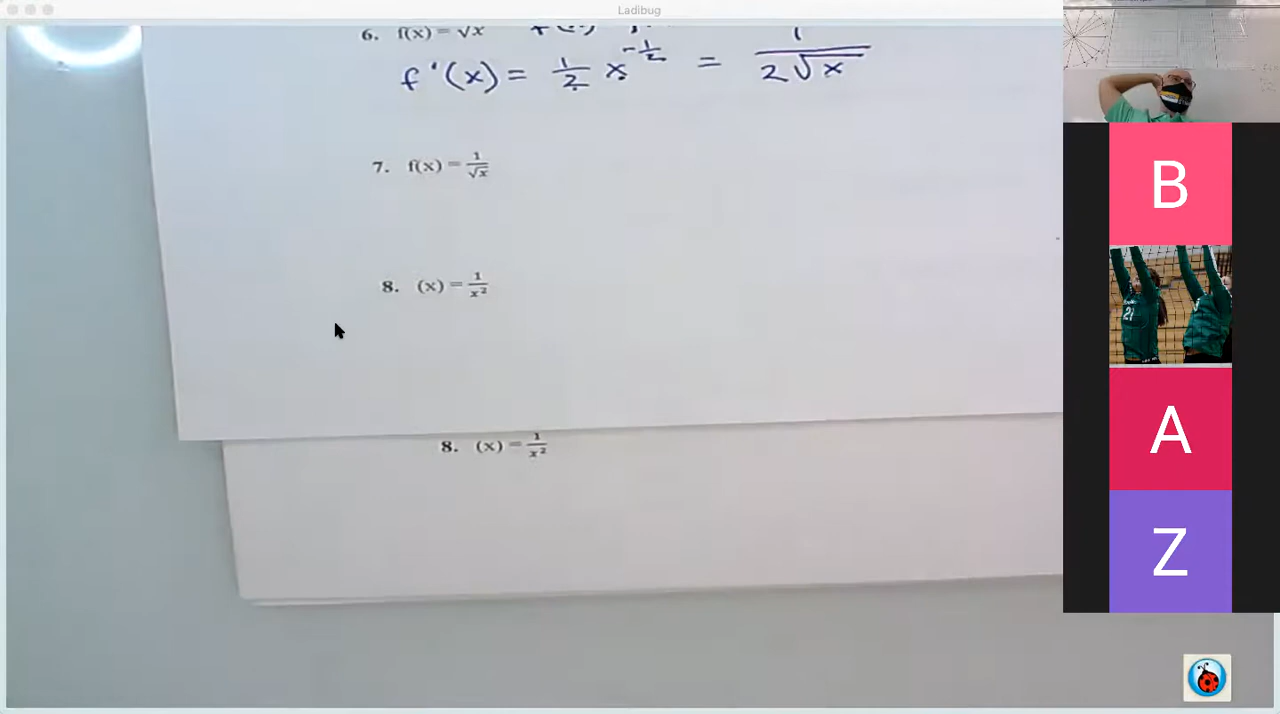 Ladibug
6. f(x) = √x
f'(x) = 1/2 x^(-1/2) = 1/(2√x)
7. f(x) = 1/√x
8. (x) = 1/x²
8. (x) = 1/x²
B
21
A
Z